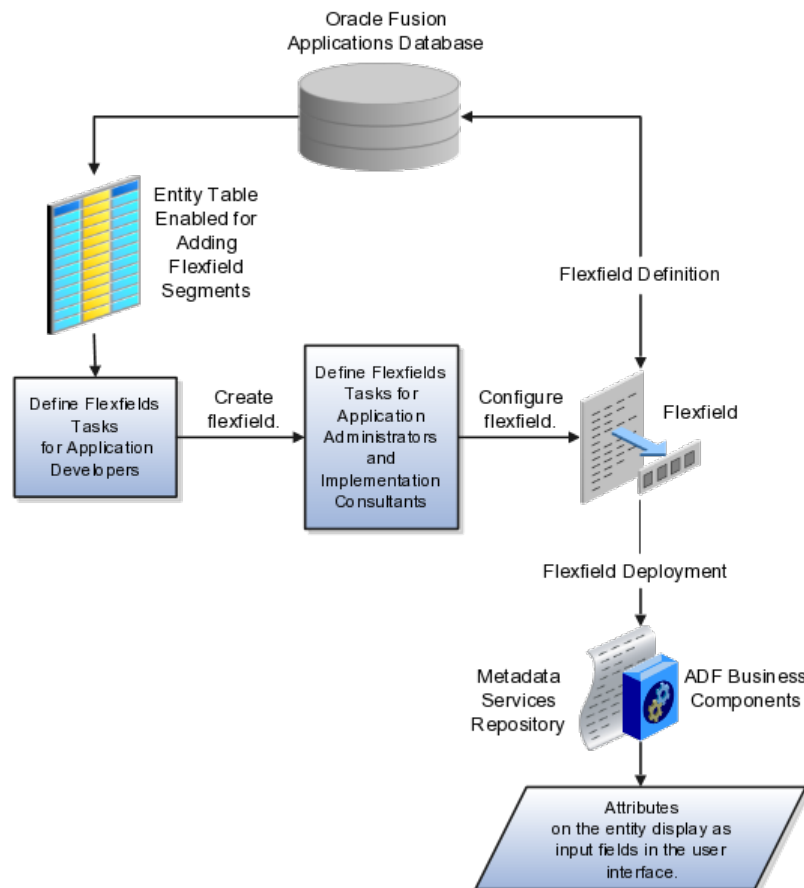 Oracle Fusion
Applications Database
Entity Table
Enabled for
Adding
Flexfield
Segments
Flexfield Definition
Define Flexfields
Tasks
for Application
Developers
Create
flexfield.
Define Flexfields
Tasks for
Application
Administrators
and
Implementation
Consultants
Configure
flexfield.
Flexfield
Flexfield Deployment
Metadata
Services
Repository
ADF Business
Components
Attributes
on the entity display as
input fields in the user
interface.